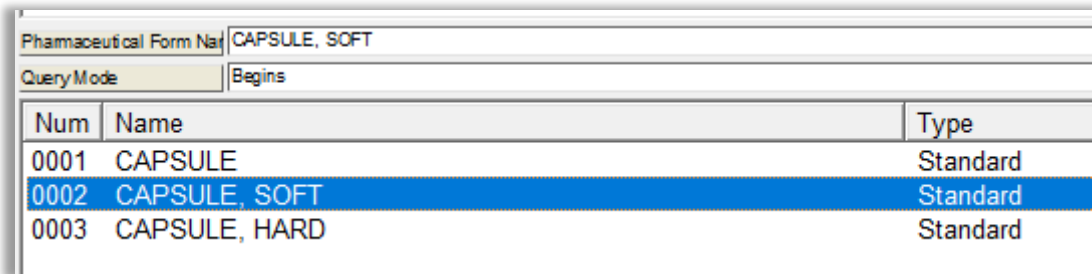 Pharmaceutical Form Nar CAPSULE, SOFT
Query Mode Begins
Num Name Type
0001 CAPSULE Standard
0002 CAPSULE, SOFT Standard
0003 CAPSULE, HARD Standard